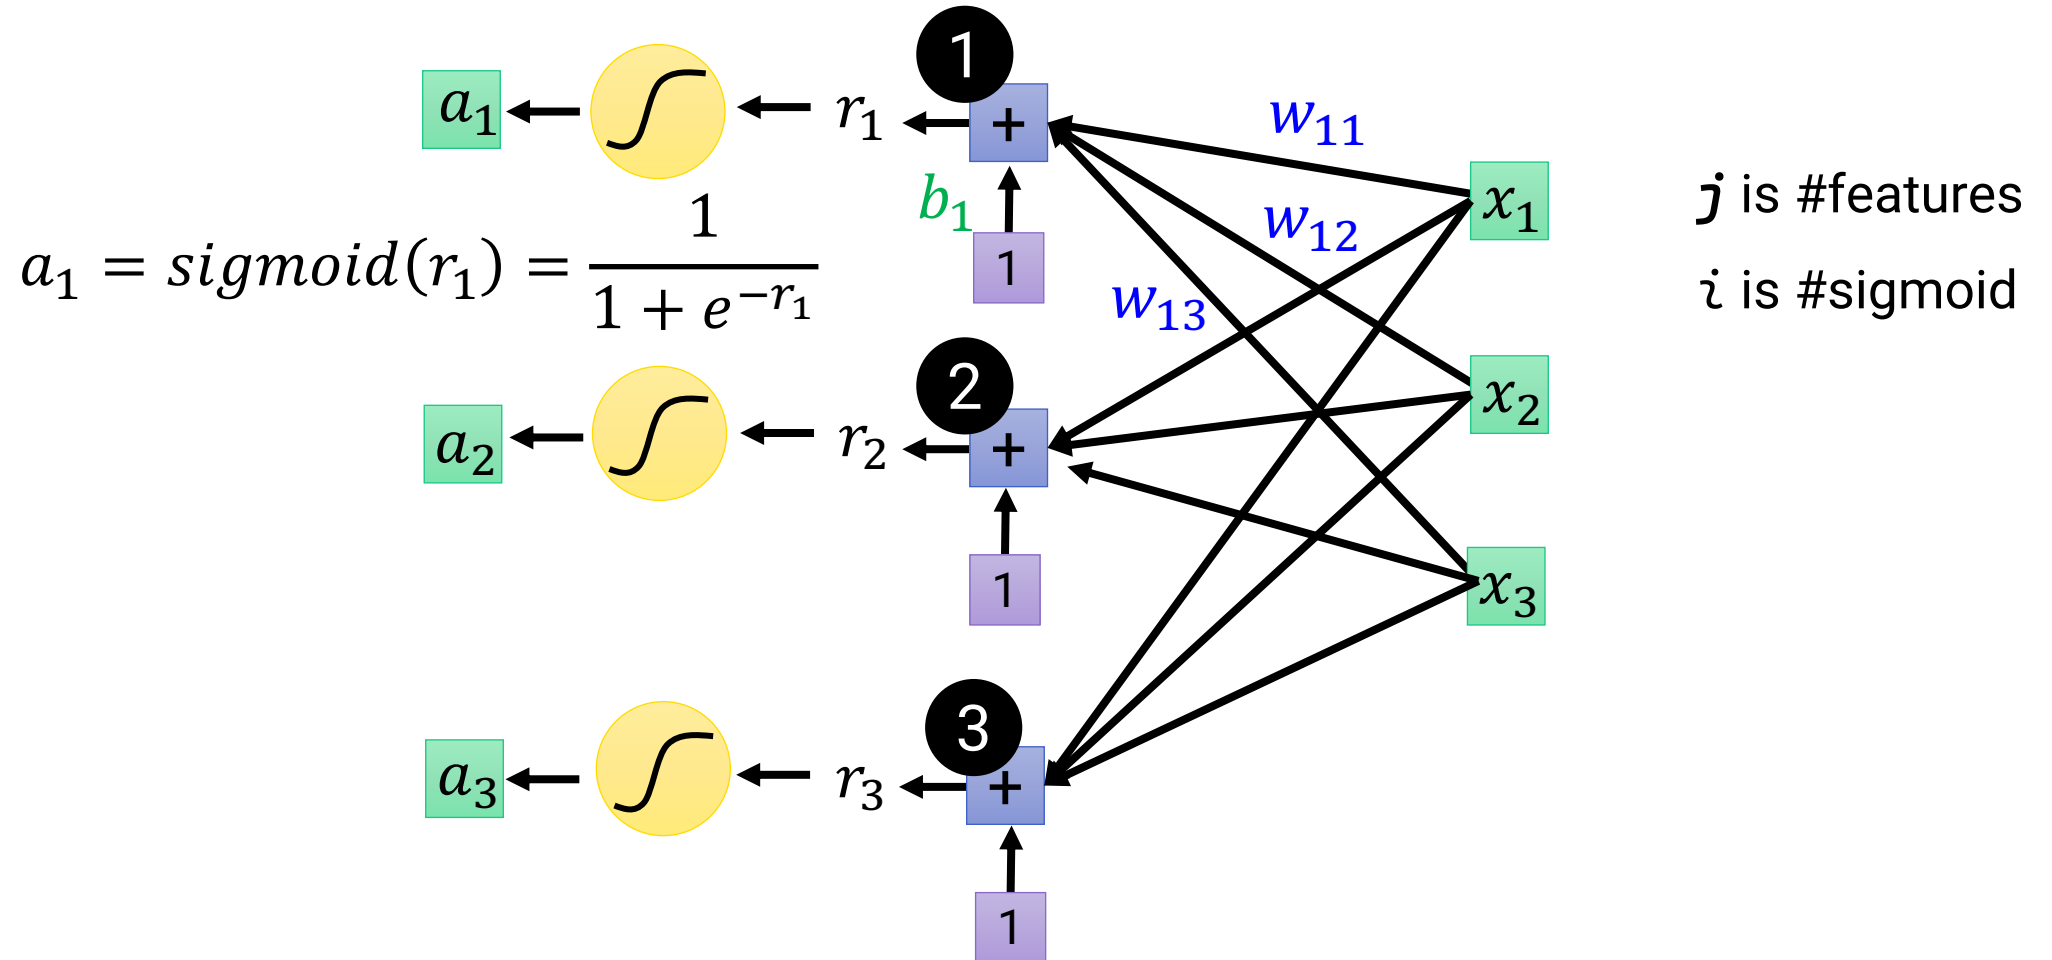 1
a₁
r₁
+
w₁₁
b₁
1
w₁₂
x₁
j is #features
a₁ = sigmoid(r₁) = 1 / (1 + e^(−r₁))
w₁₃
i is #sigmoid
2
a₂
r₂
+
x₂
1
x₃
3
a₃
r₃
+
1